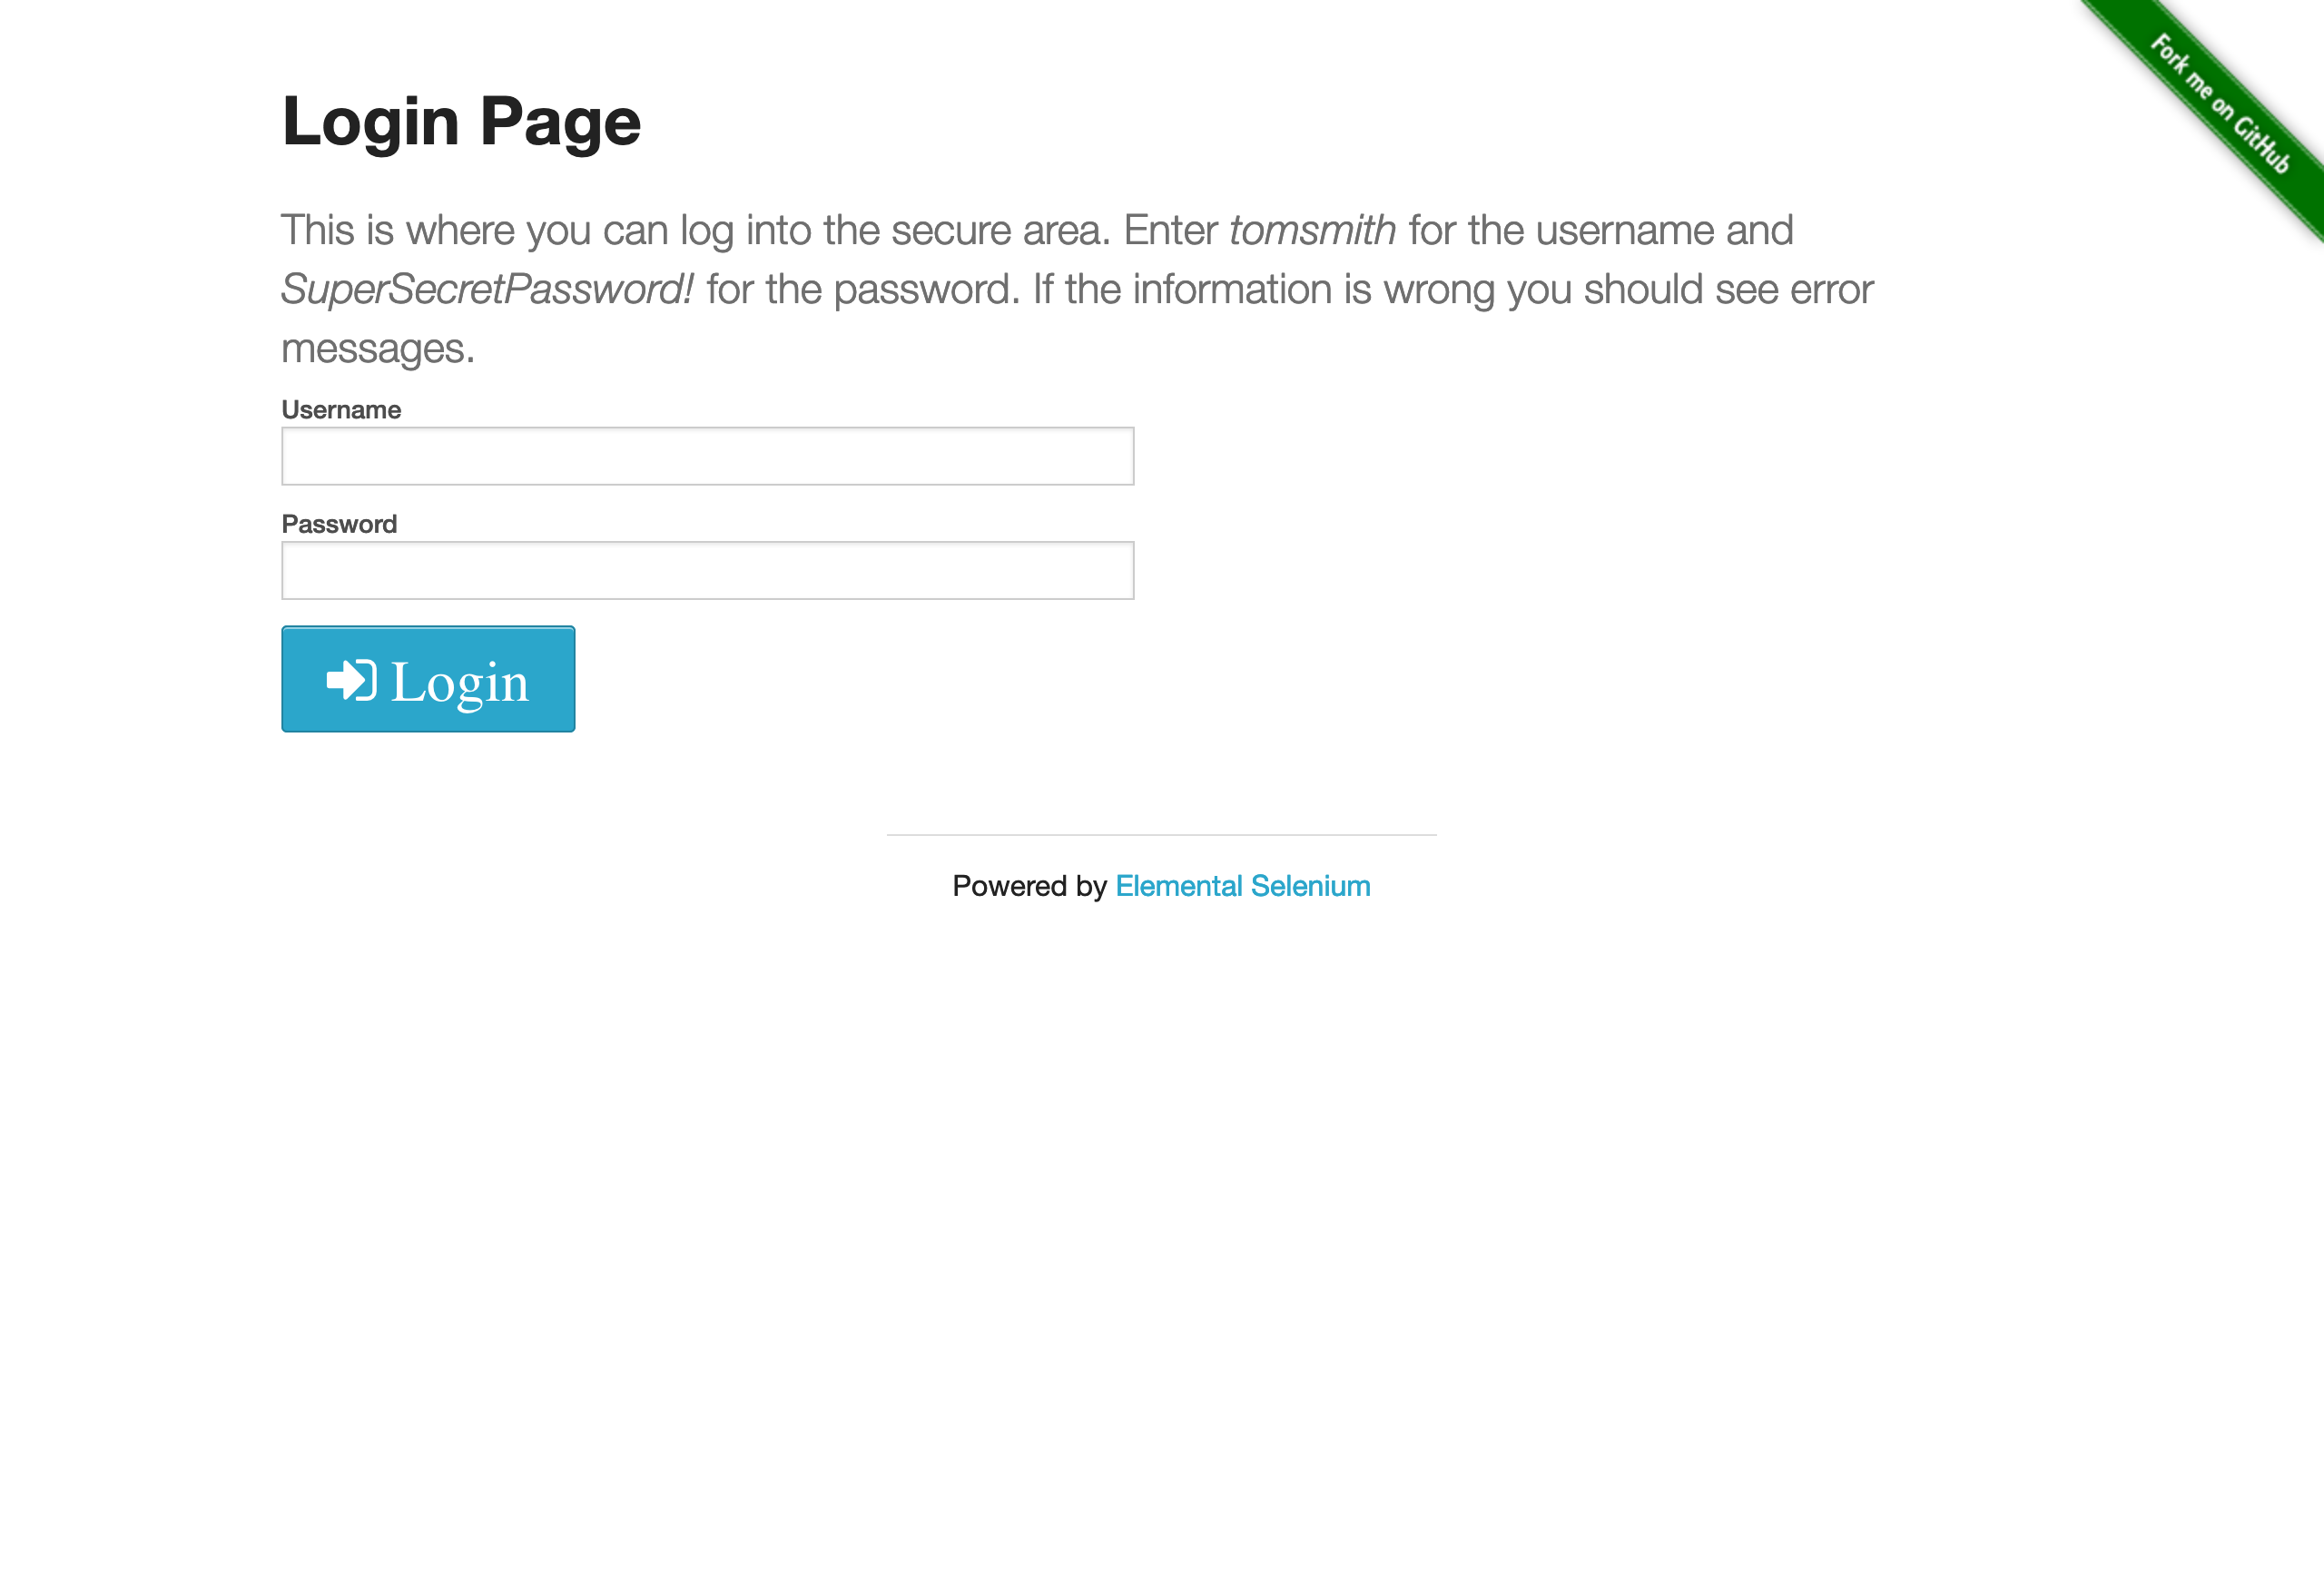 Fork me on GitHub
Login Page
This is where you can log into the secure area. Enter tomsmith for the username and
SuperSecretPassword! for the password. If the information is wrong you should see error
messages.
Username
Password
Login
Powered by Elemental Selenium